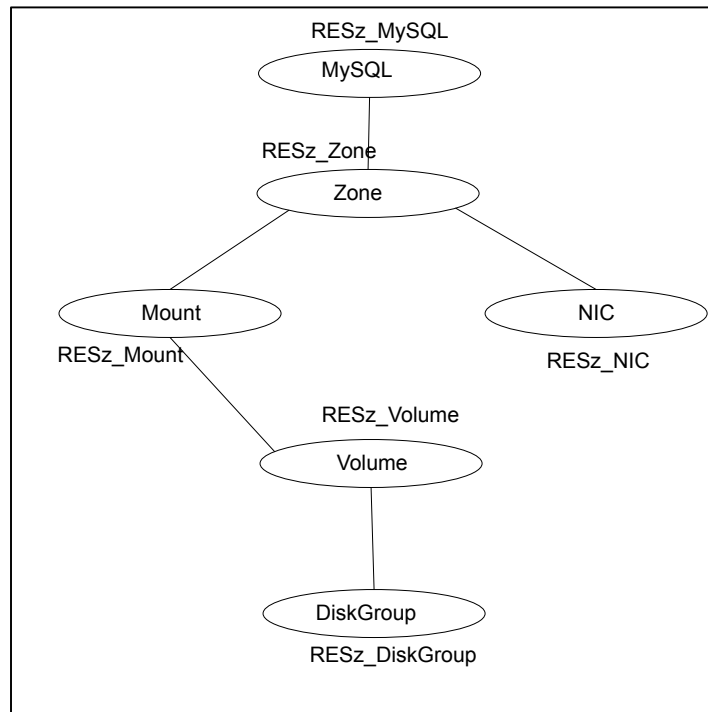 RESz_MySQL
MySQL
RESz_Zone
Zone
Mount
NIC
RESz_Mount
RESz_NIC
RESz_Volume
Volume
DiskGroup
RESz_DiskGroup